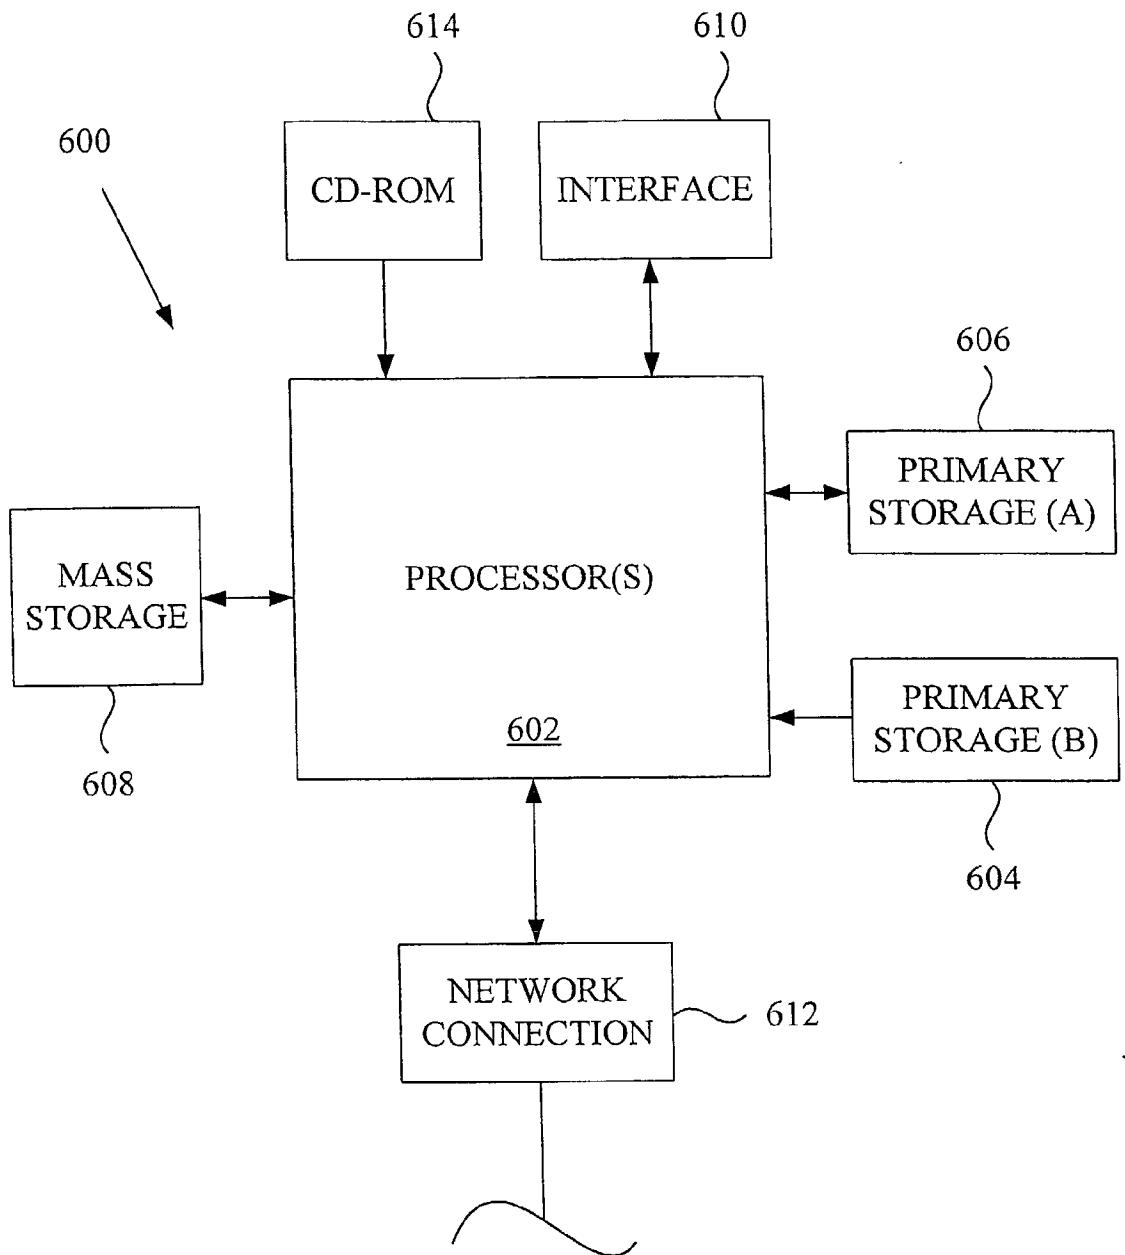 614
610
600
CD-ROM
INTERFACE
606
PRIMARY
STORAGE (A)
MASS
STORAGE
PROCESSOR(S)
PRIMARY
STORAGE (B)
602
608
604
NETWORK
CONNECTION
612